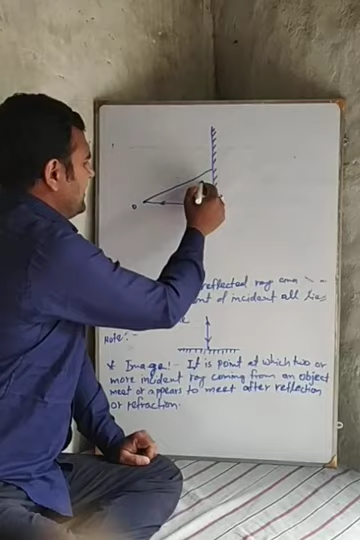 O
reflected ray and
of incident all lies
Note:-
* Image:- It is point at which two or
more incident ray coming from an object
meet or appears to meet after reflection
or refraction.